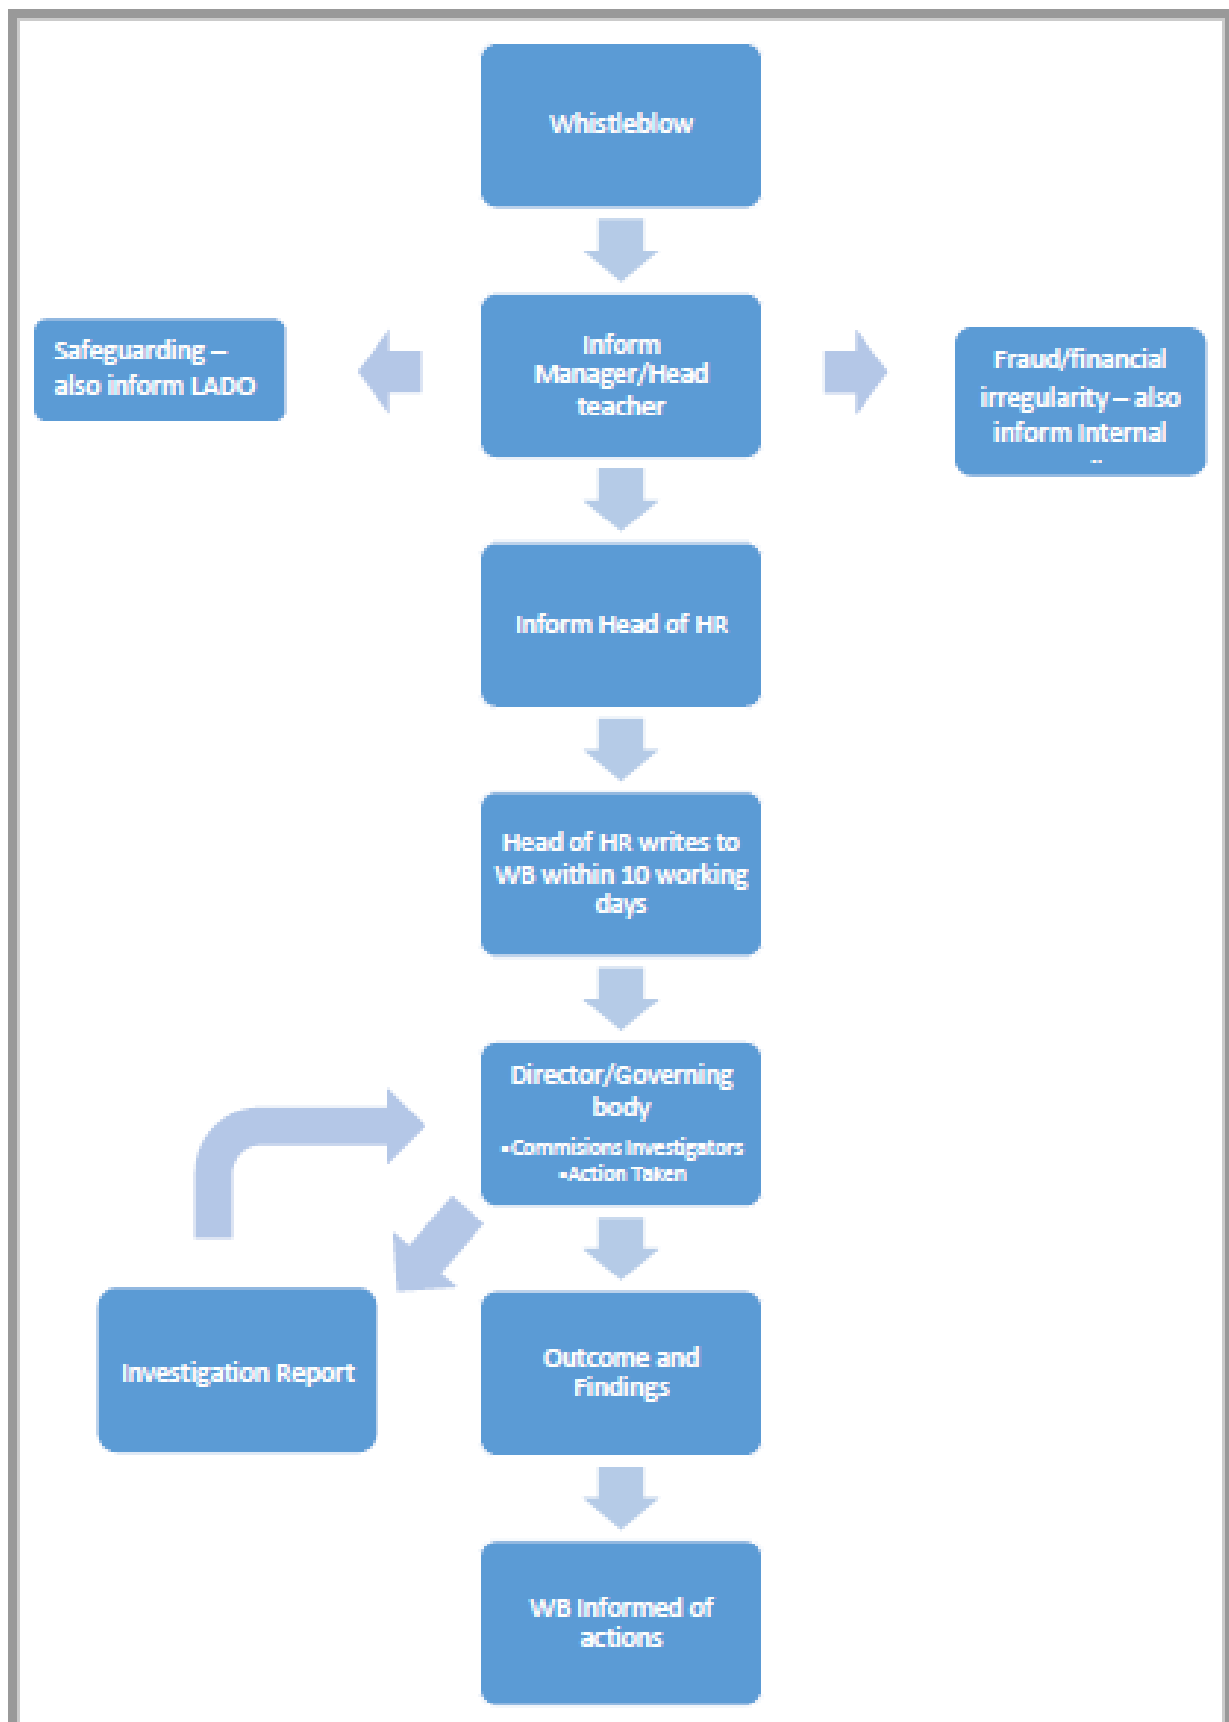 Whistleblow
Inform
Manager/Head
teacher
Safeguarding –
also inform LADO
Fraud/financial
irregularity – also
inform Internal
Inform Head of HR
Head of HR writes to
WB within 10 working
days
Director/Governing
body
•Commisions Investigators
•Action Taken
Investigation Report
Outcome and
Findings
WB Informed of
actions